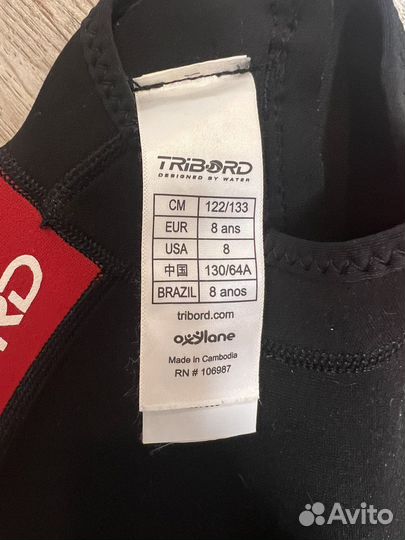 TRIBORD
DESIGNED BY WATER
CM 122/133
EUR 8 ans
USA 8
中国 130/64A
BRAZIL 8 anos
tribord.com
oxylane
Made in Cambodia
RN # 106987
RD
Avito